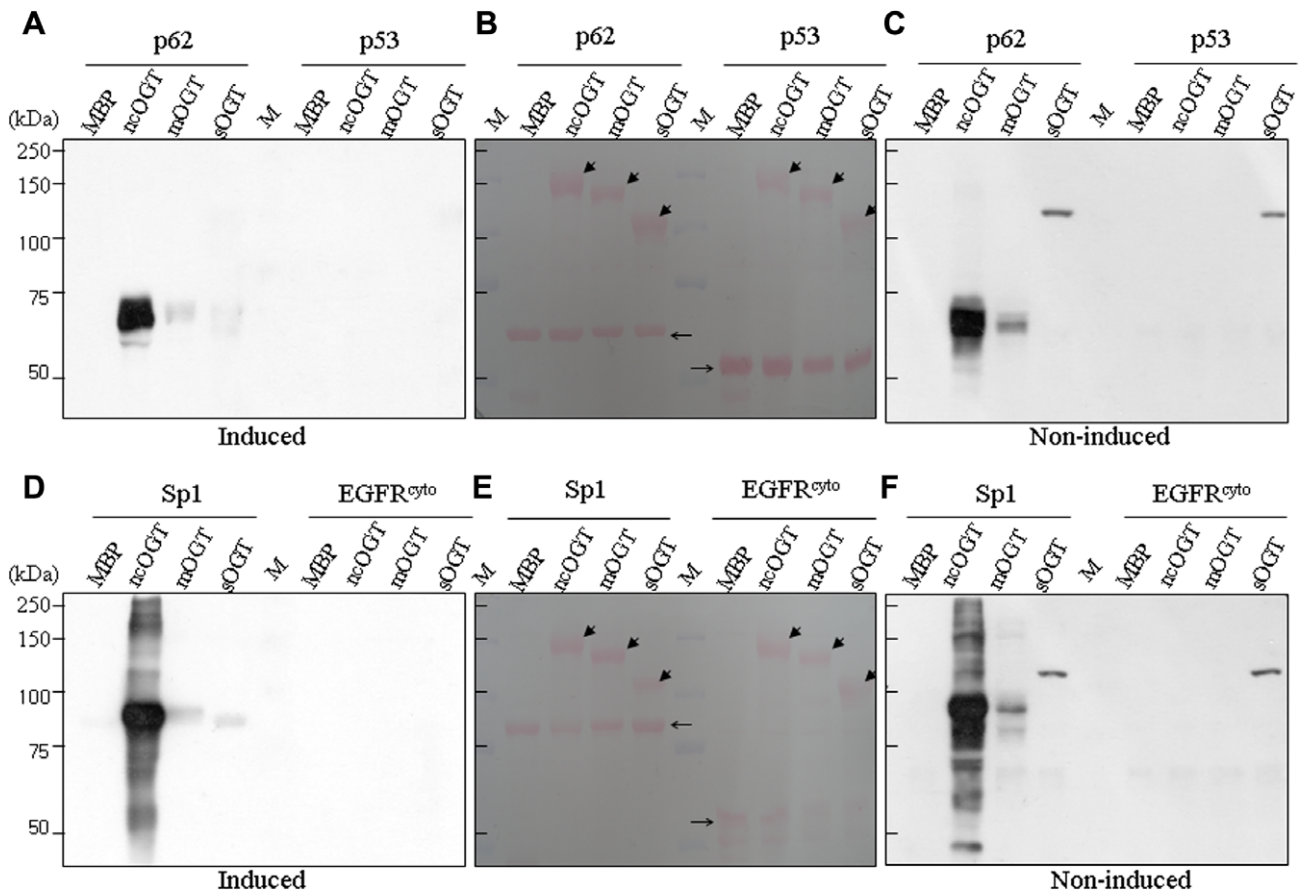 A
p62
p53
(kDa)
MBP
ncOGT
mOGT
sOGT
M
MBP
ncOGT
mOGT
sOGT
250
150
100
75
50
Induced
B
p62
p53
M
MBP
ncOGT
mOGT
sOGT
M
MBP
ncOGT
mOGT
sOGT
C
p62
p53
MBP
ncOGT
mOGT
sOGT
M
MBP
ncOGT
mOGT
sOGT
Non-induced
D
Sp1
EGFRcyto
(kDa)
MBP
ncOGT
mOGT
sOGT
M
MBP
ncOGT
mOGT
sOGT
250
150
100
75
50
Induced
E
Sp1
EGFRcyto
M
MBP
ncOGT
mOGT
sOGT
M
MBP
ncOGT
mOGT
sOGT
F
Sp1
EGFRcyto
MBP
ncOGT
mOGT
sOGT
M
MBP
ncOGT
mOGT
sOGT
Non-induced